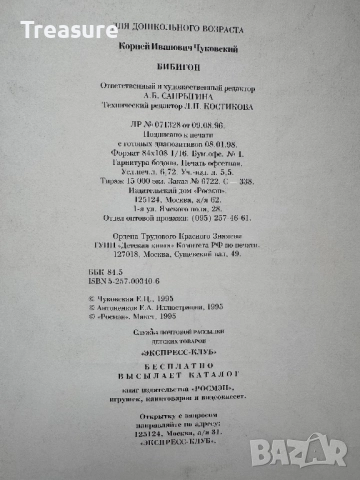 Treasure
ДЛЯ ДОШКОЛЬНОГО ВОЗРАСТА
Корней Иванович Чуковский
БИБИГОН
Ответственный и художественный редактор
А.Б. САПРЫГИНА
Технический редактор Л.П. КОСТИКОВА
ЛР № 071328 от 09.08.96.
Подписано к печати
с готовых диапозитивов 08.01.98.
Формат 84х108 1/16. Бум.офс. № 1.
Гарнитура бодони. Печать офсетная.
Усл.печ.л. 6,72. Уч.-изд.л. 5,5.
Тираж 15 000 экз. Заказ № 6722. С — 338.
Издательский дом «Росмэн».
125124, Москва, а/я 62.
1-я ул. Ямского поля, 28.
Отдел оптовой продажи: (095) 257-46-61.
Ордена Трудового Красного Знамени
ГУПП «Детская книга» Комитета РФ по печати.
127018, Москва, Сущевский вал, 49.
ББК 84.5
ISBN 5-257-00340-6
© Чуковская Е.Ц., 1995
© Антоненков Е.А. Иллюстрации, 1995
© «Росмэн». Макет, 1995
СЛУЖБА ПОЧТОВОЙ РАССЫЛКИ
ДЕТСКИХ ТОВАРОВ
«ЭКСПРЕСС-КЛУБ»
БЕСПЛАТНО
ВЫСЫЛАЕТ КАТАЛОГ
книг издательства «РОСМЭН»,
игрушек, канцтоваров и видеокассет.
Открытку с запросом
направляйте по адресу:
125124, Москва, а/я 31.
«ЭКСПРЕСС-КЛУБ».
BAZAR
bg